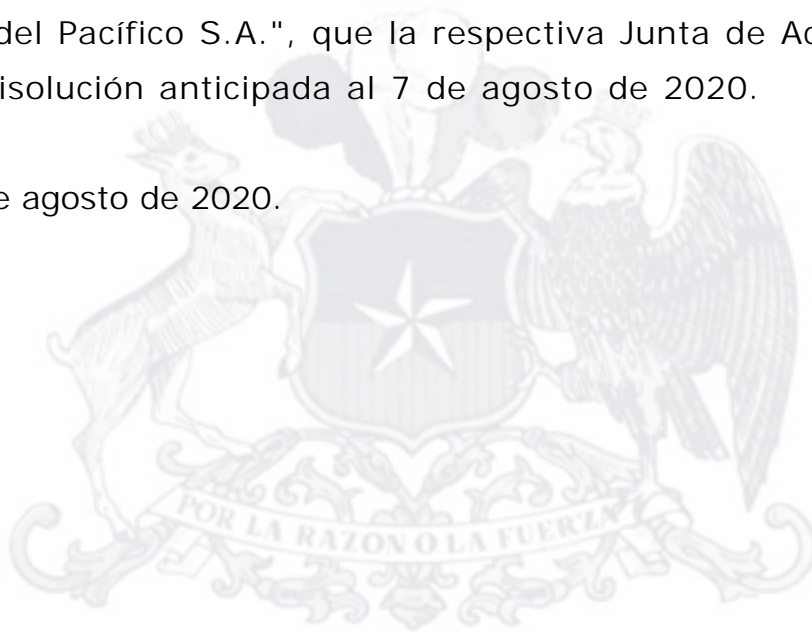 del Pacífico S.A.", que la respectiva Junta de Ac
isolución anticipada al 7 de agosto de 2020.
e agosto de 2020.
POR LA RAZON O LA FUERZA